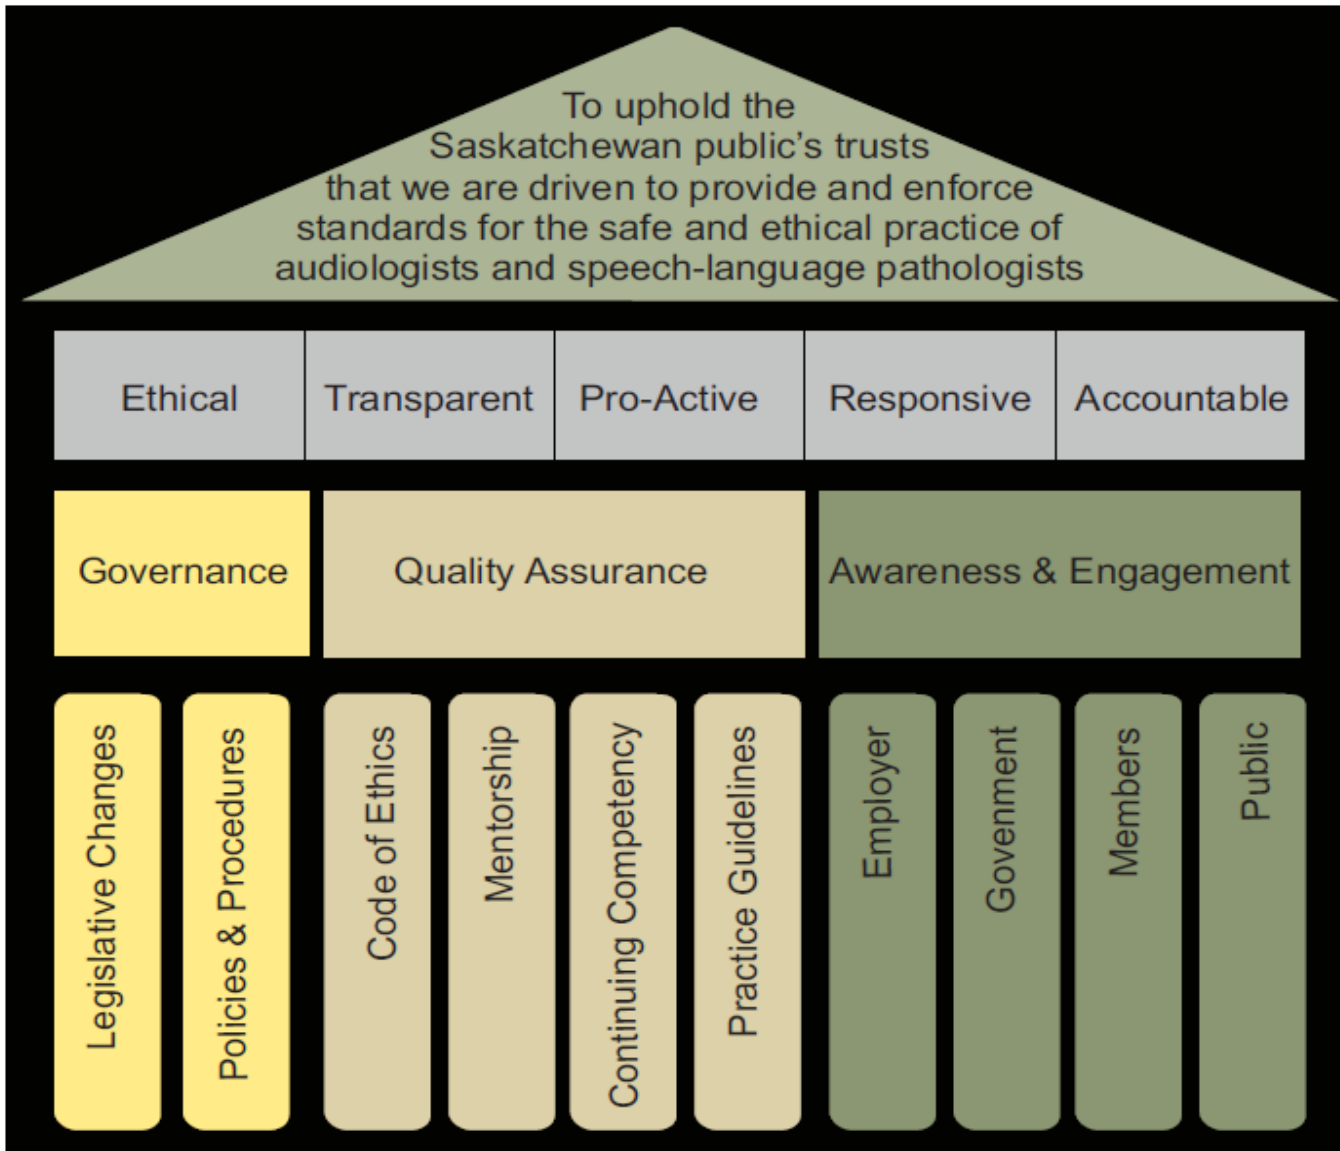 To uphold the
Saskatchewan public's trusts
that we are driven to provide and enforce
standards for the safe and ethical practice of
audiologists and speech-language pathologists
Ethical
Transparent
Pro-Active
Responsive
Accountable
Governance
Quality Assurance
Awareness & Engagement
Legislative Changes
Policies & Procedures
Code of Ethics
Mentorship
Continuing Competency
Practice Guidelines
Employer
Govenment
Members
Public